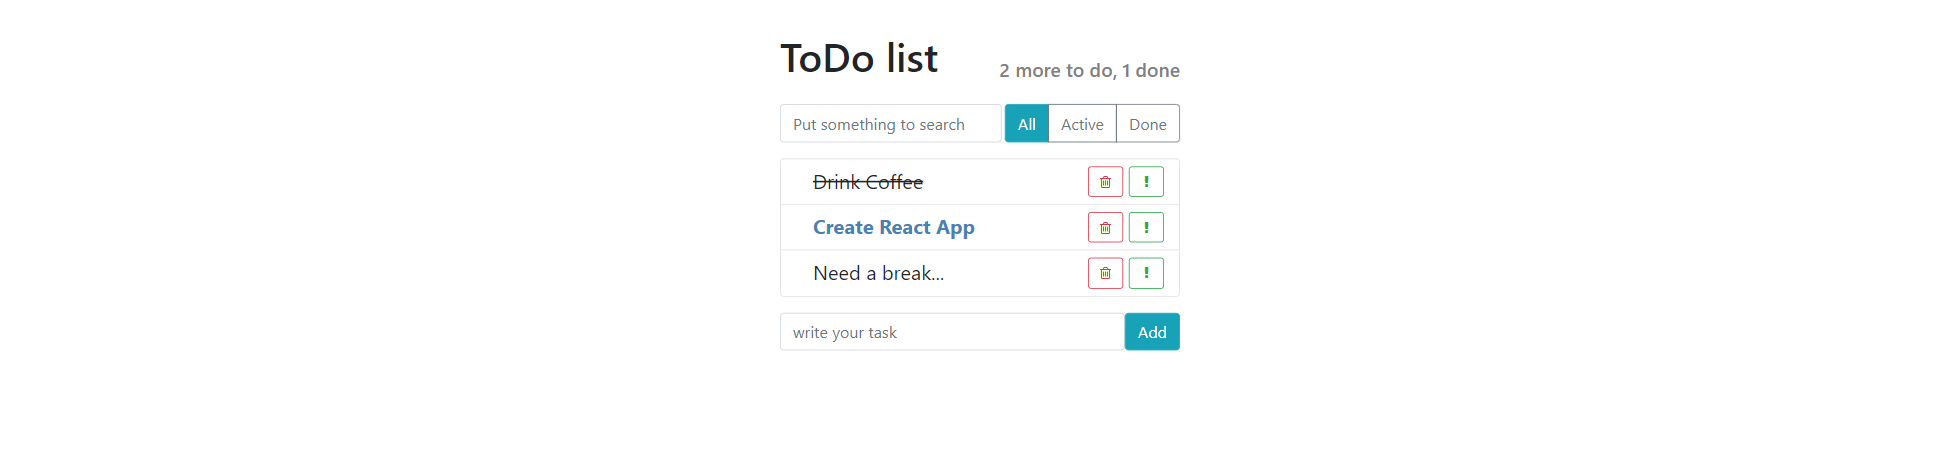 ToDo list
2 more to do, 1 done
Put something to search
All Active Done
Drink Coffee
!
Create React App
!
Need a break...
!
write your task
Add